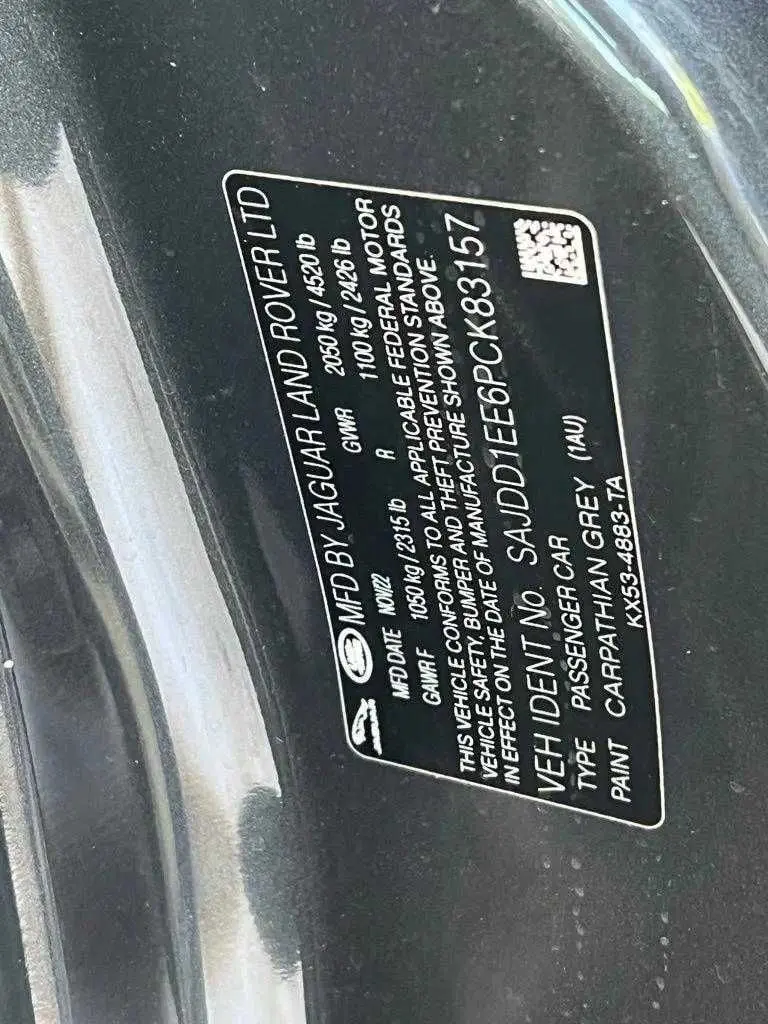 MFD BY JAGUAR LAND ROVER LTD
MFD DATE NOV/22 GVWR 2050 kg / 4520 lb
GAWR F 1050 kg / 2315 lb R 1100 kg / 2426 lb
THIS VEHICLE CONFORMS TO ALL APPLICABLE FEDERAL MOTOR
VEHICLE SAFETY, BUMPER AND THEFT PREVENTION STANDARDS
IN EFFECT ON THE DATE OF MANUFACTURE SHOWN ABOVE.
VEH IDENT No. SAJDD1EE6PCK83157
TYPE PASSENGER CAR
PAINT CARPATHIAN GREY (1AU)
KX53-4883-TA